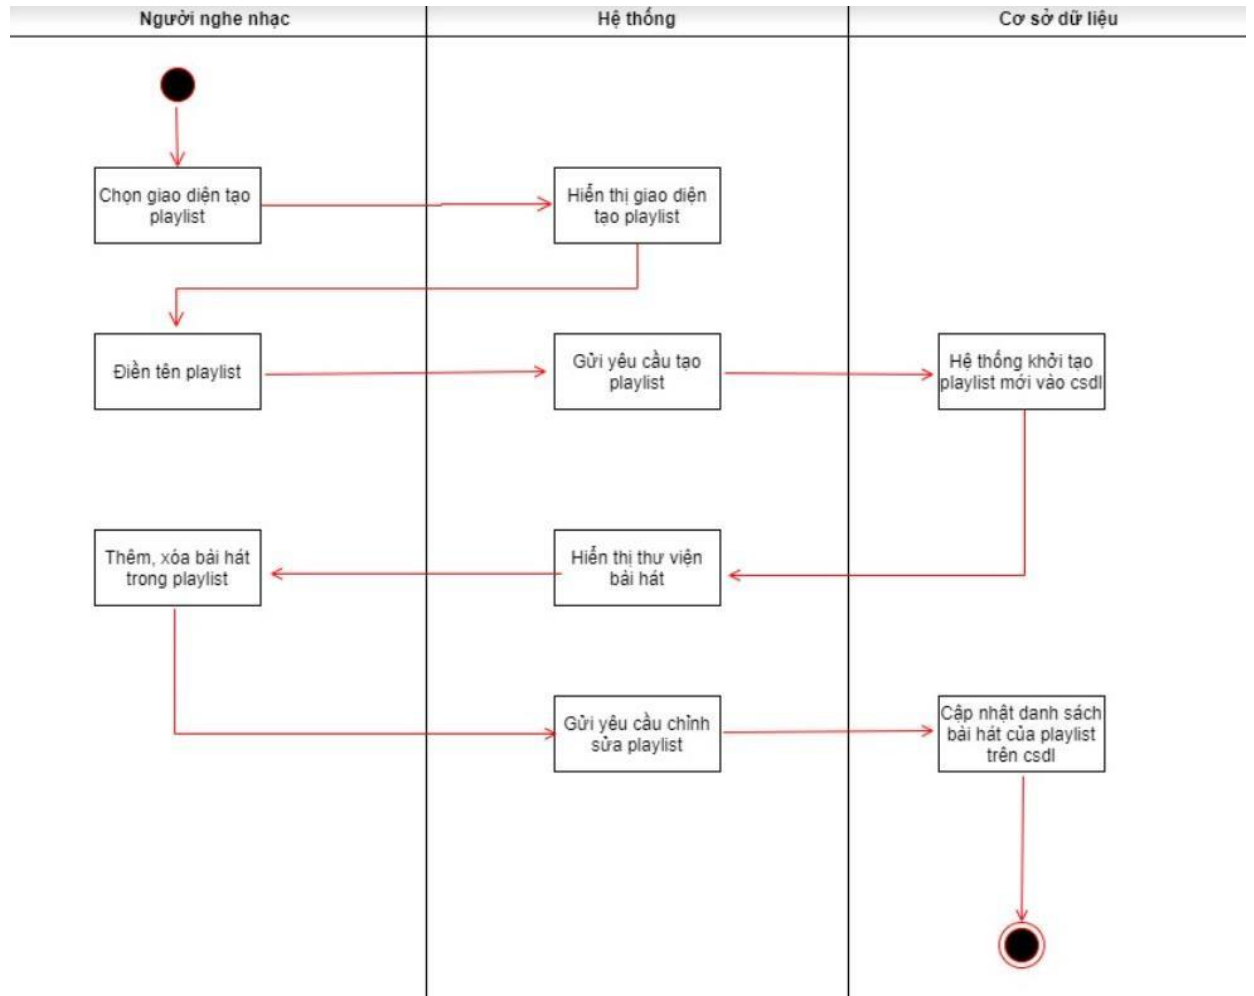 Người nghe nhạc
Hệ thống
Cơ sở dữ liệu
Chọn giao diện tạo
playlist
Hiển thị giao diện
tạo playlist
Điền tên playlist
Gửi yêu cầu tạo
playlist
Hệ thống khởi tạo
playlist mới vào csdl
Thêm, xóa bài hát
trong playlist
Hiển thị thư viện
bài hát
Gửi yêu cầu chỉnh
sửa playlist
Cập nhật danh sách
bài hát của playlist
trên csdl